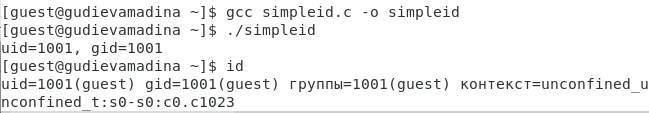 [guest@gudievamadina ~]$ gcc simpleid.c -o simpleid
[guest@gudievamadina ~]$ ./simpleid
uid=1001, gid=1001
[guest@gudievamadina ~]$ id
uid=1001(guest) gid=1001(guest) группы=1001(guest) контекст=unconfined_u
nconfined_t:s0-s0:c0.c1023